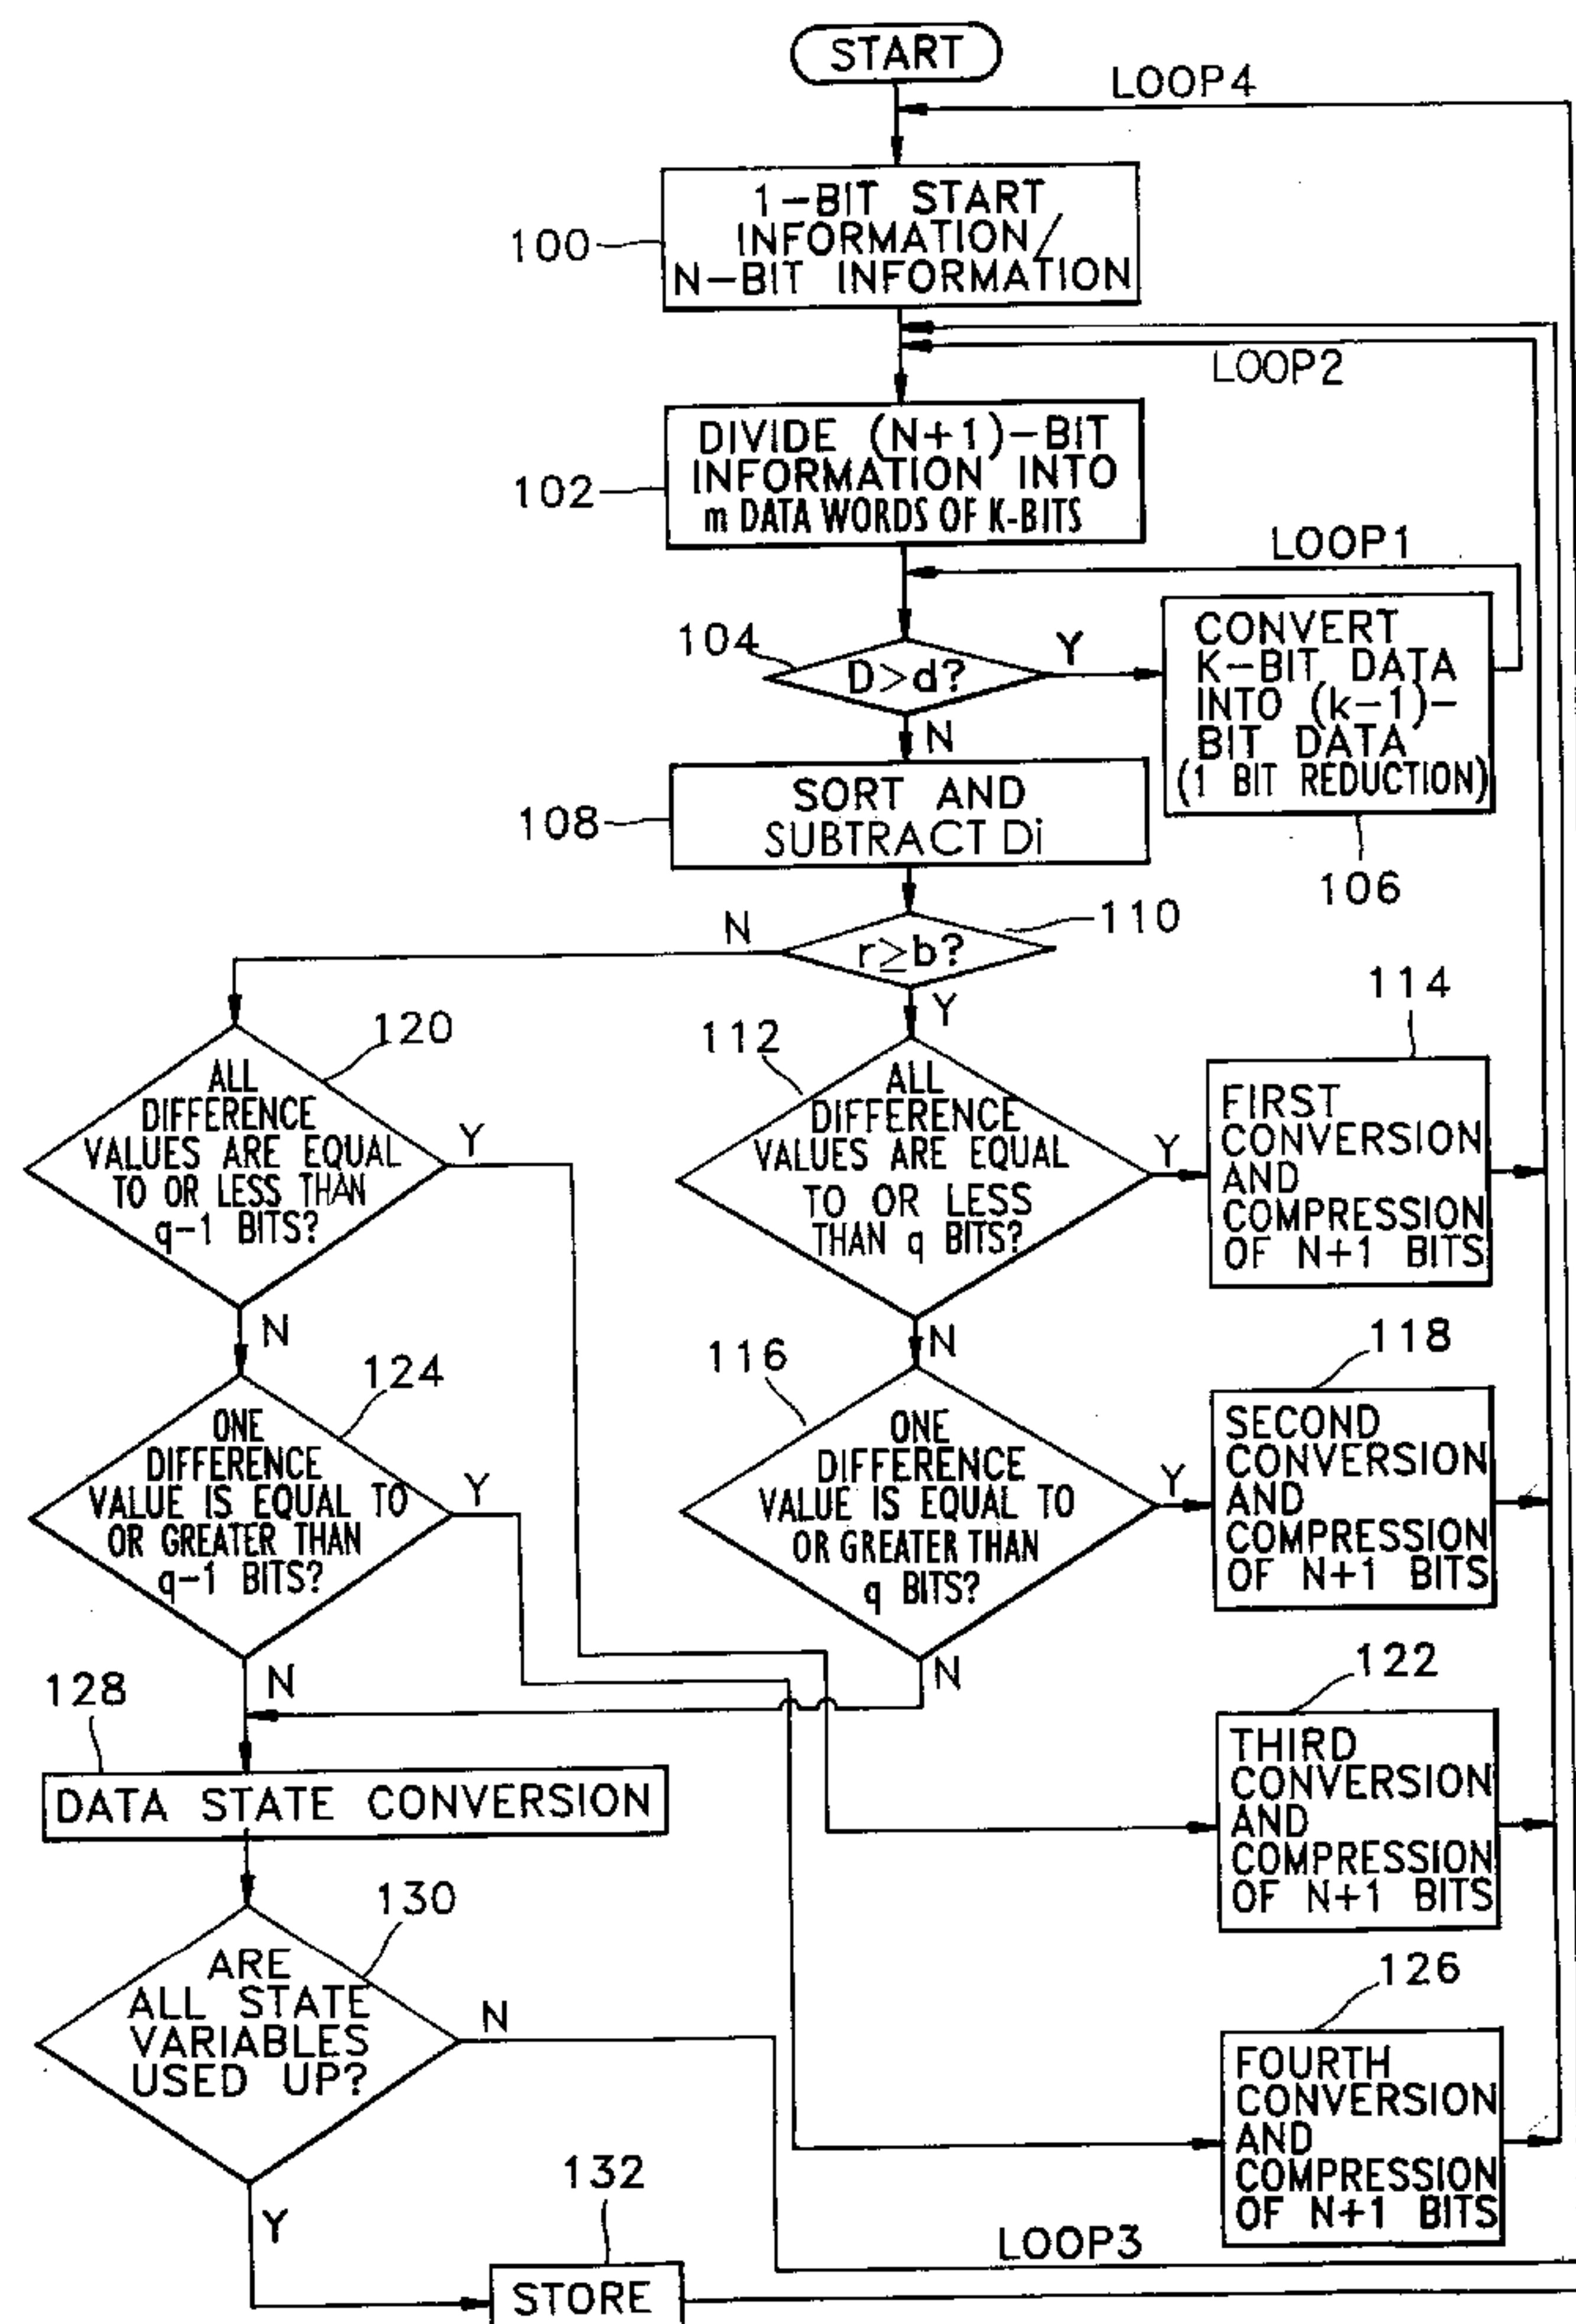 START
LOOP4
100
1-BIT START
INFORMATION/
N-BIT INFORMATION
LOOP2
102
DIVIDE (N+1)-BIT
INFORMATION INTO
m DATA WORDS OF K-BITS
LOOP1
104
D>d?
Y
N
CONVERT
K-BIT DATA
INTO (k-1)-
BIT DATA
(1 BIT REDUCTION)
106
108
SORT AND
SUBTRACT Di
110
r≥b?
N
Y
120
ALL
DIFFERENCE
VALUES ARE EQUAL
TO OR LESS THAN
q-1 BITS?
Y
N
112
ALL
DIFFERENCE
VALUES ARE EQUAL
TO OR LESS
THAN q BITS?
Y
N
114
FIRST
CONVERSION
AND
COMPRESSION
OF N+1 BITS
124
ONE
DIFFERENCE
VALUE IS EQUAL TO
OR GREATER THAN
q-1 BITS?
Y
N
116
ONE
DIFFERENCE
VALUE IS EQUAL TO
OR GREATER THAN
q BITS?
Y
N
118
SECOND
CONVERSION
AND
COMPRESSION
OF N+1 BITS
122
THIRD
CONVERSION
AND
COMPRESSION
OF N+1 BITS
128
DATA STATE CONVERSION
130
ARE
ALL STATE
VARIABLES
USED UP?
N
Y
126
FOURTH
CONVERSION
AND
COMPRESSION
OF N+1 BITS
LOOP3
132
STORE